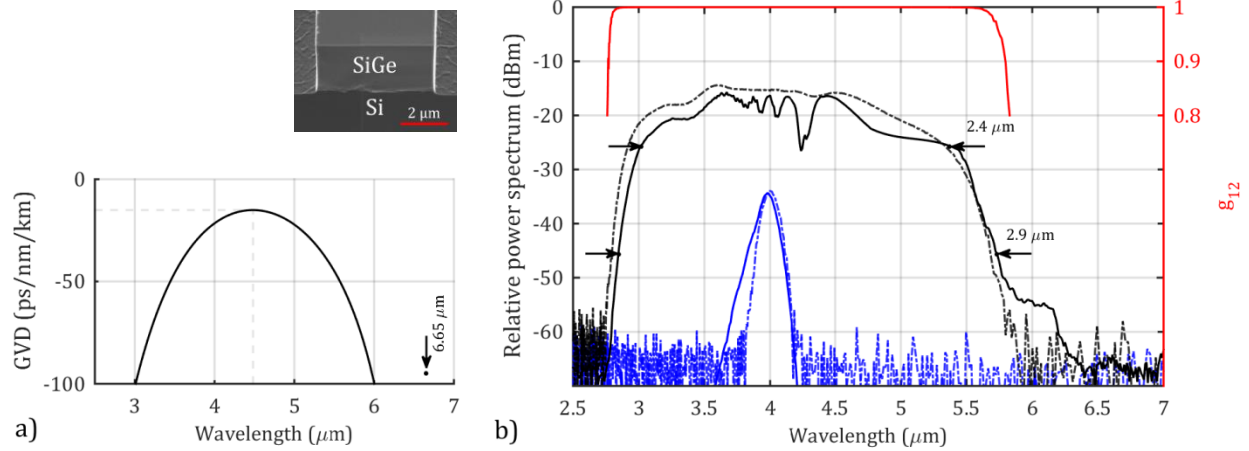 SiGe
Si
2 μm
0
-50
-100
GVD (ps/nm/km)
6.65 μm
3
4
5
6
7
Wavelength (μm)
a)
0
-10
-20
-30
-40
-50
-60
Relative power spectrum (dBm)
2.4 μm
2.9 μm
1
0.9
0.8
g12
2.5
3
3.5
4
4.5
5
5.5
6
6.5
7
Wavelength (μm)
b)